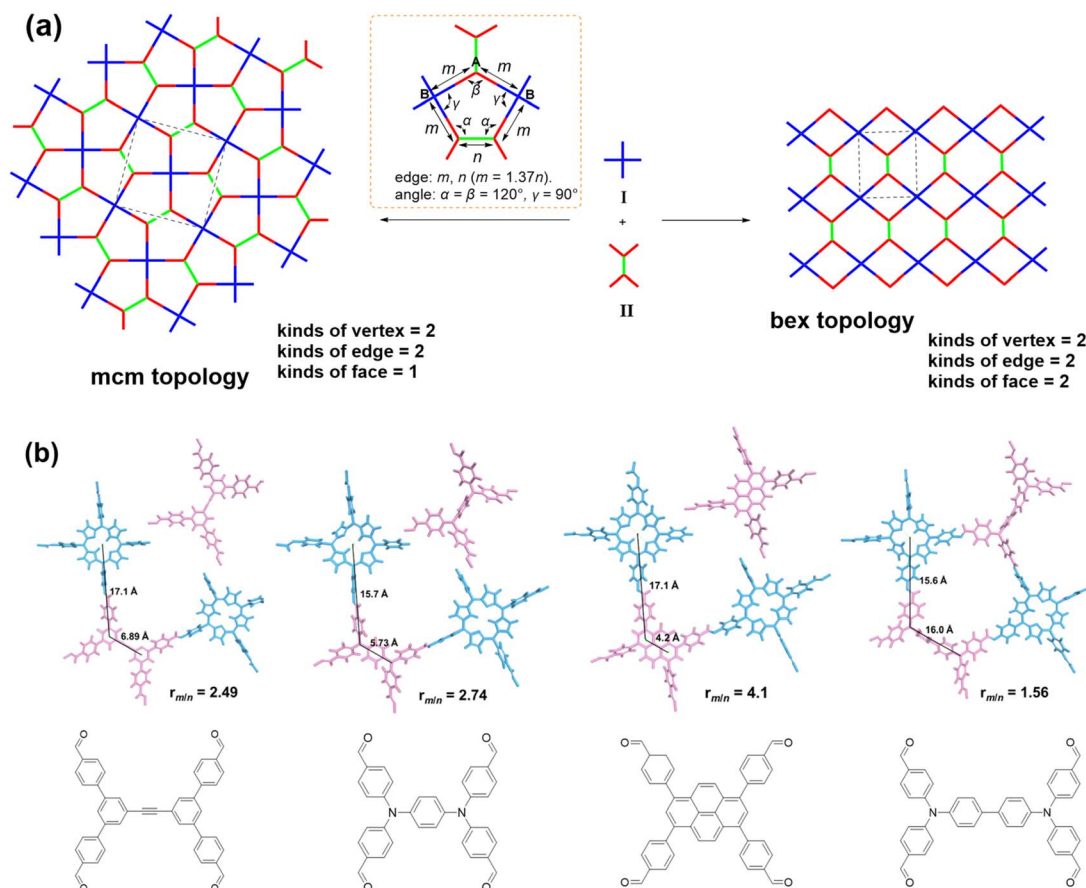 (a)
A
m
m
β
B
B
γ
γ
m
α
α
m
n
edge: m, n (m = 1.37n).
angle: α = β = 120°, γ = 90°
I
+
II
kinds of vertex = 2
kinds of edge = 2
kinds of face = 1
mcm topology
bex topology
kinds of vertex = 2
kinds of edge = 2
kinds of face = 2
(b)
17.1 Å
6.89 Å
r_m/n = 2.49
15.7 Å
5.73 Å
r_m/n = 2.74
17.1 Å
4.2 Å
r_m/n = 4.1
15.6 Å
16.0 Å
r_m/n = 1.56
O O
O O
O O
N N
O O
O O
O O
O O
N N
O O